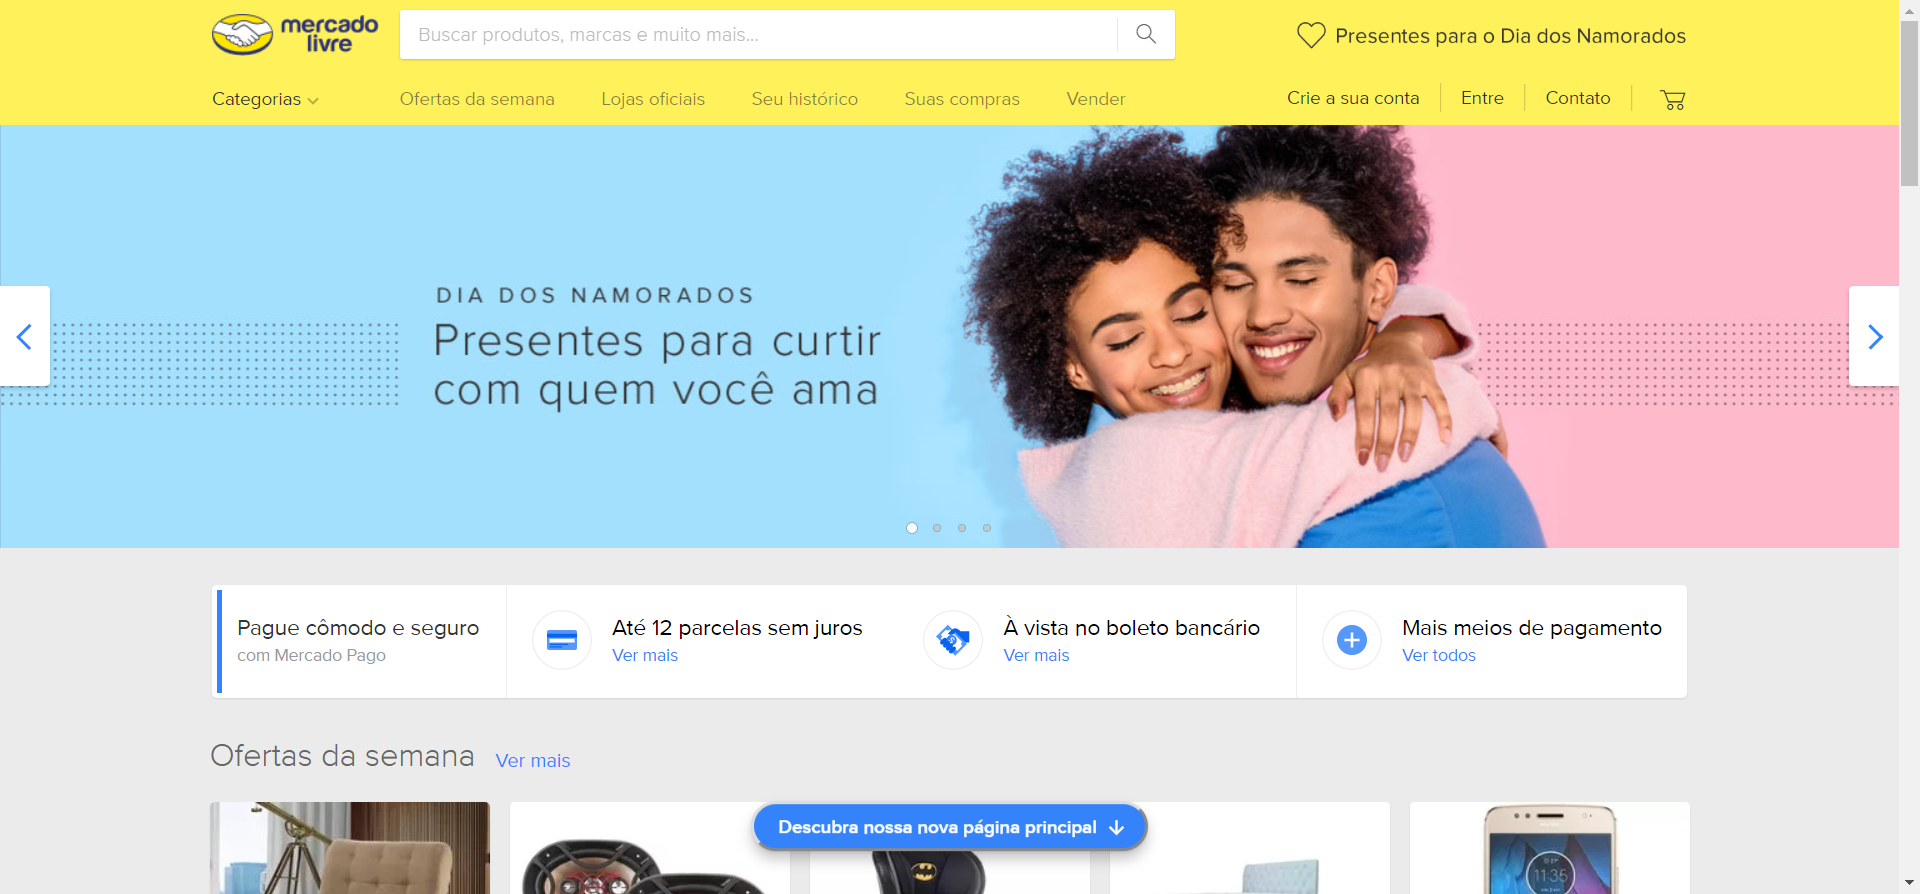 mercado
livre
Buscar produtos, marcas e muito mais...
Presentes para o Dia dos Namorados
Categorias
Ofertas da semana
Lojas oficiais
Seu histórico
Suas compras
Vender
Crie a sua conta
Entre
Contato
DIA DOS NAMORADOS
Presentes para curtir
com quem você ama
Pague cômodo e seguro
com Mercado Pago
Até 12 parcelas sem juros
Ver mais
À vista no boleto bancário
Ver mais
Mais meios de pagamento
Ver todos
Ofertas da semana
Ver mais
Descubra nossa nova página principal
11:35